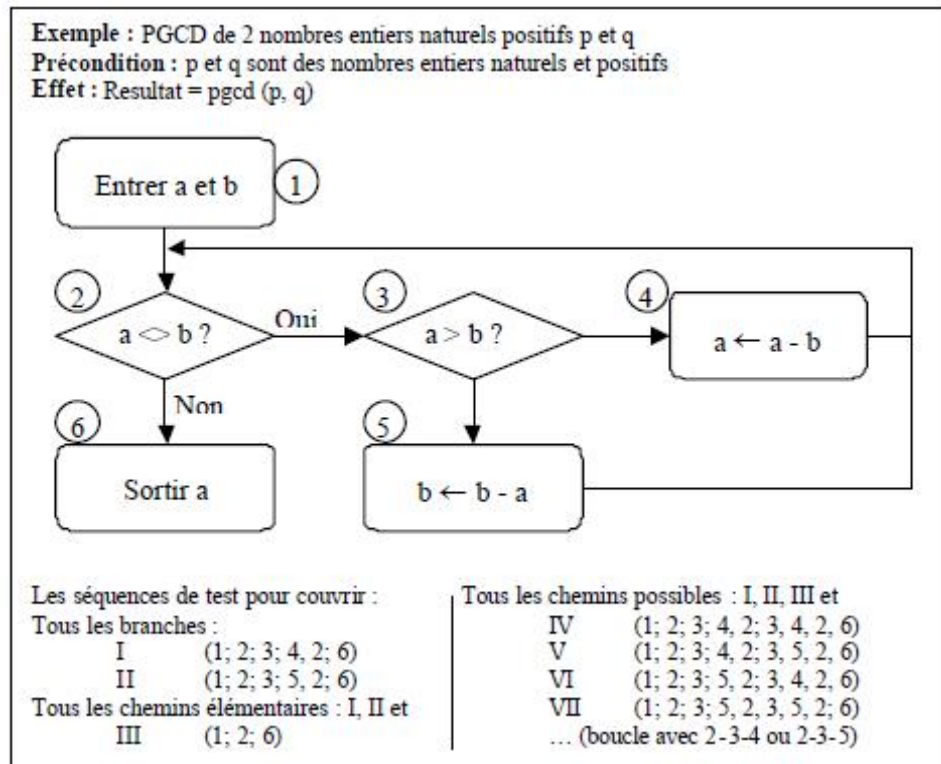 Exemple : PGCD de 2 nombres entiers naturels positifs p et q
Précondition : p et q sont des nombres entiers naturels et positifs
Effet : Resultat = pgcd (p, q)
Entrer a et b
1
2
a <> b ?
Oui
3
a > b ?
4
a ← a - b
Non
6
Sortir a
5
b ← b - a
Les séquences de test pour couvrir :
Tous les branches :
I (1; 2; 3; 4, 2; 6)
II (1; 2; 3; 5, 2; 6)
Tous les chemins élémentaires : I, II et
III (1; 2; 6)
Tous les chemins possibles : I, II, III et
IV (1; 2; 3; 4, 2; 3, 4, 2, 6)
V (1; 2; 3; 4, 2; 3, 5, 2, 6)
VI (1; 2; 3; 5, 2; 3, 4, 2; 6)
VII (1; 2; 3; 5, 2, 3, 5, 2; 6)
… (boucle avec 2-3-4 ou 2-3-5)